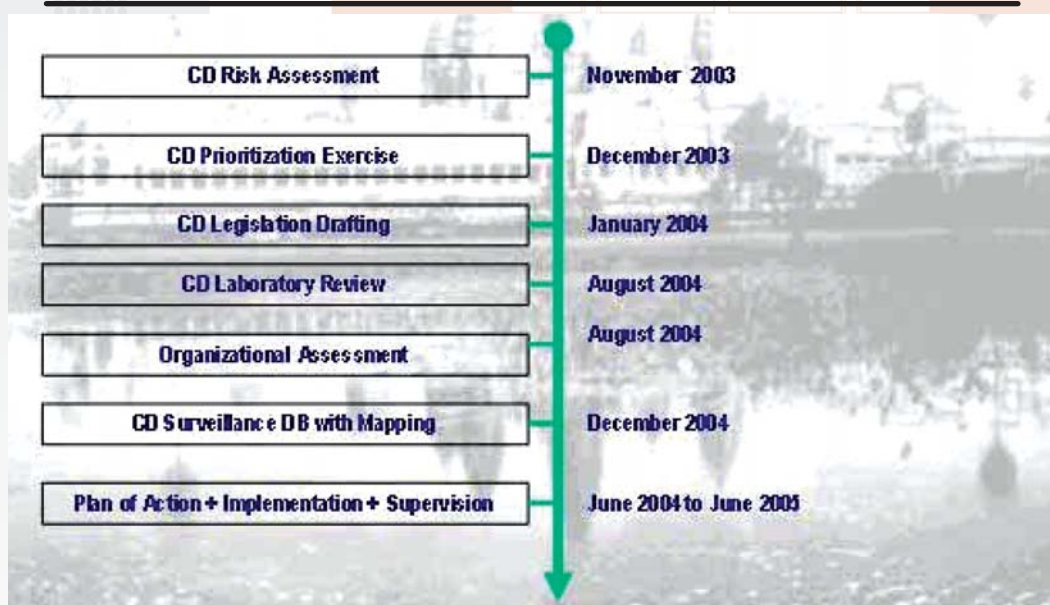 CD Risk Assessment November 2003
CD Prioritization Exercise December 2003
CD Legislation Drafting January 2004
CD Laboratory Review August 2004
Organizational Assessment August 2004
CD Surveillance DB with Mapping December 2004
Plan of Action + Implementation + Supervision June 2004 to June 2005